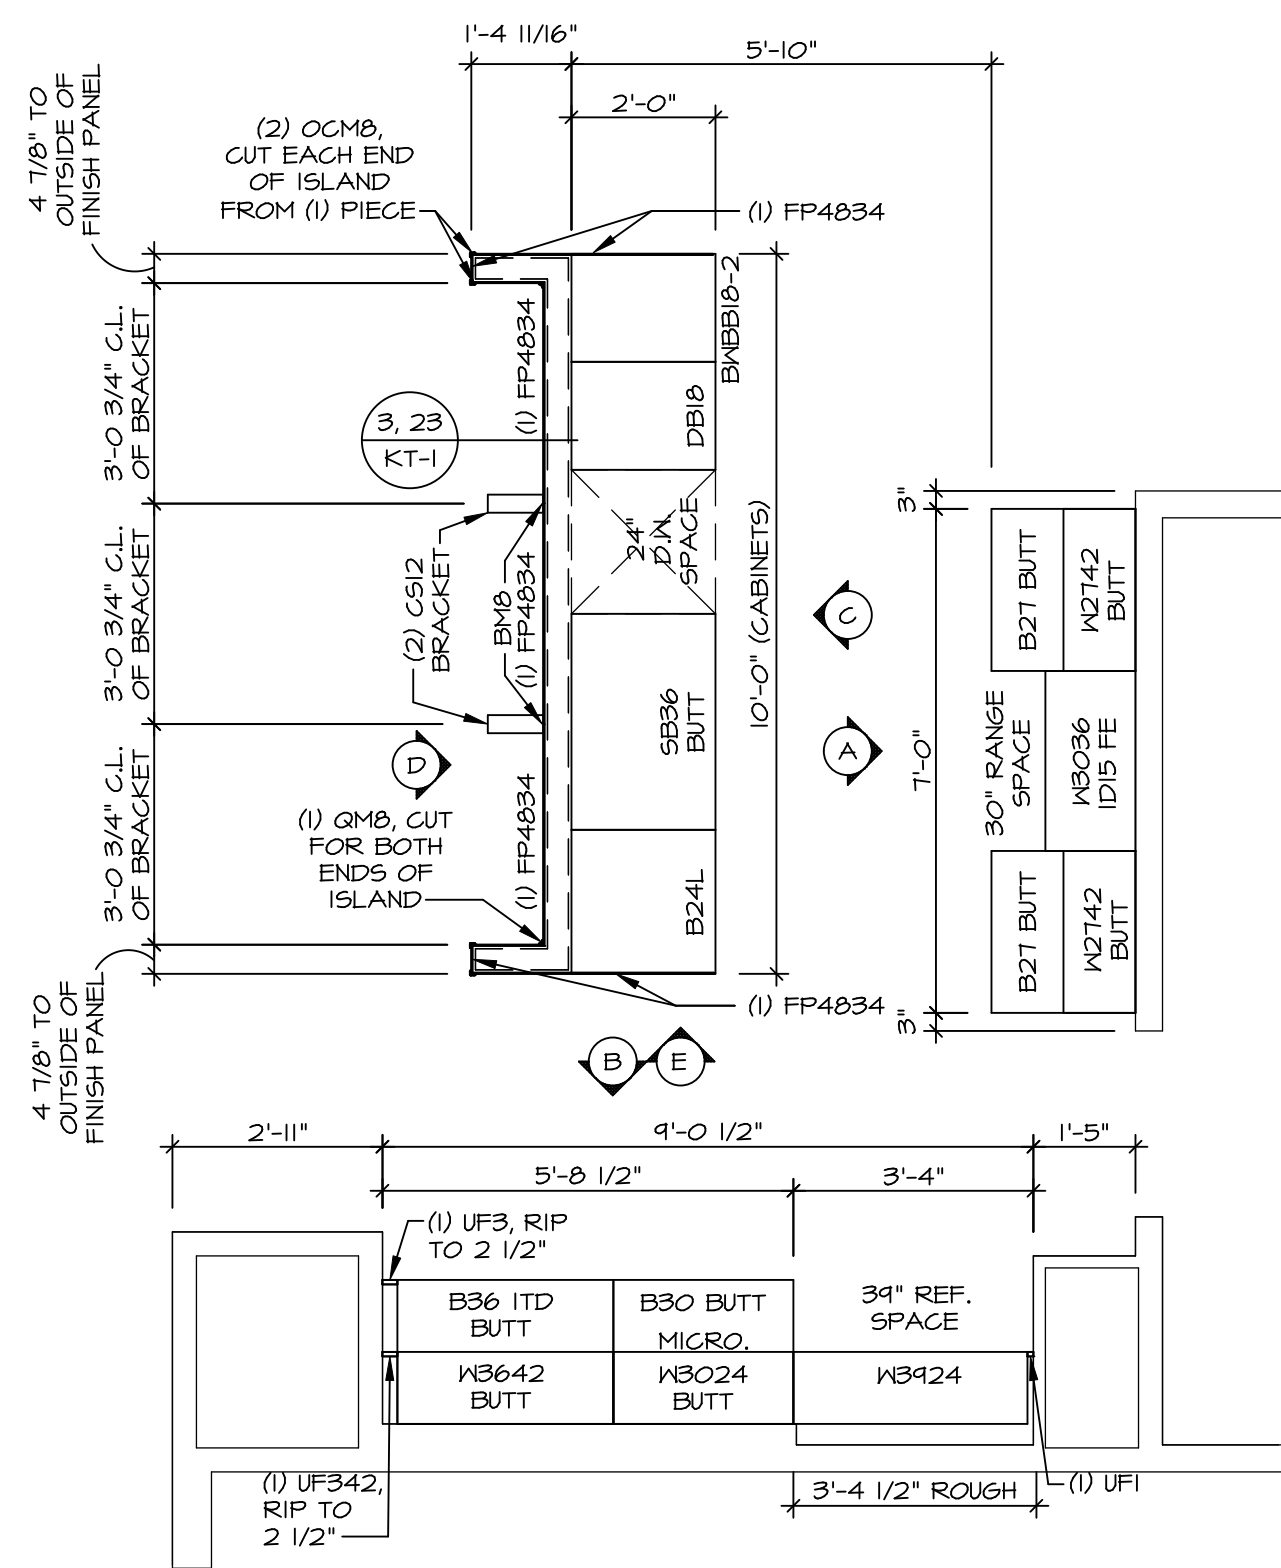 1'-4 11/16"
5'-10"
2'-0"
4 7/8" TO
OUTSIDE OF
FINISH PANEL
(2) OCM8,
CUT EACH END
OF ISLAND
FROM (1) PIECE
(1) FP4834
BWBB18-2
3'-0 3/4" C.L.
OF BRACKET
(1) FP4834
DB18
3, 23
KT-1
24"
D.W.
SPACE
10'-0" (CABINETS)
3"
B27 BUTT
W2742
BUTT
3'-0 3/4" C.L.
OF BRACKET
(2) CS12
BRACKET
BM8
(1) FP4834
C
SB36
BUTT
A
7'-0"
30" RANGE
SPACE
W3036
1D15 FE
D
3'-0 3/4" C.L.
OF BRACKET
(1) QM8, CUT
FOR BOTH
ENDS OF
ISLAND
(1) FP4834
B24L
B27 BUTT
W2742
BUTT
3"
(1) FP4834
4 7/8" TO
OUTSIDE OF
FINISH PANEL
B
E
2'-11"
9'-0 1/2"
1'-5"
5'-8 1/2"
3'-4"
(1) UF3, RIP
TO 2 1/2"
B36 1TD
BUTT
B30 BUTT
MICRO.
39" REF.
SPACE
W3642
BUTT
W3024
BUTT
W3924
(1) UF342,
RIP TO
2 1/2"
3'-4 1/2" ROUGH
(1) UF1